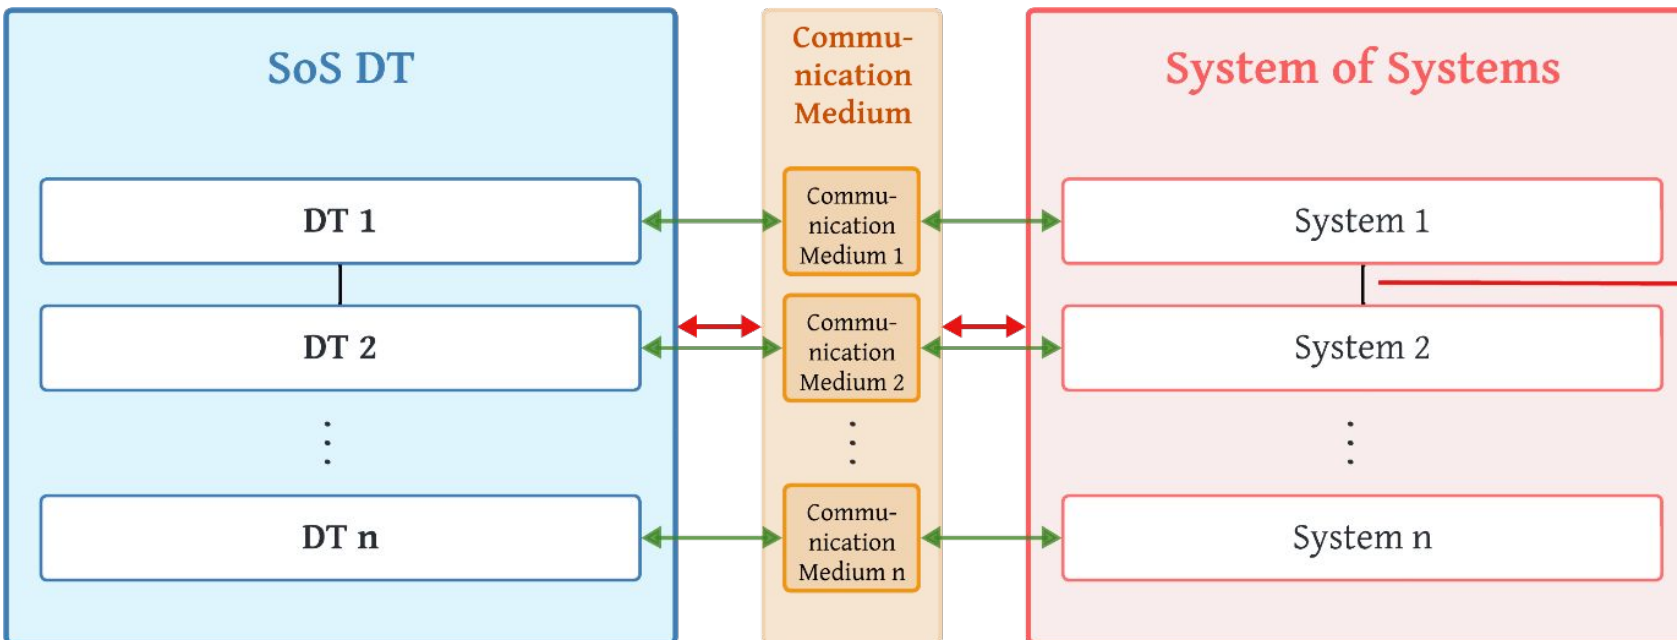 SoS DT
Commu-
nication
Medium
System of Systems
DT 1
Commu-
nication
Medium 1
System 1
DT 2
Commu-
nication
Medium 2
System 2
⋮
⋮
⋮
DT n
Commu-
nication
Medium n
System n